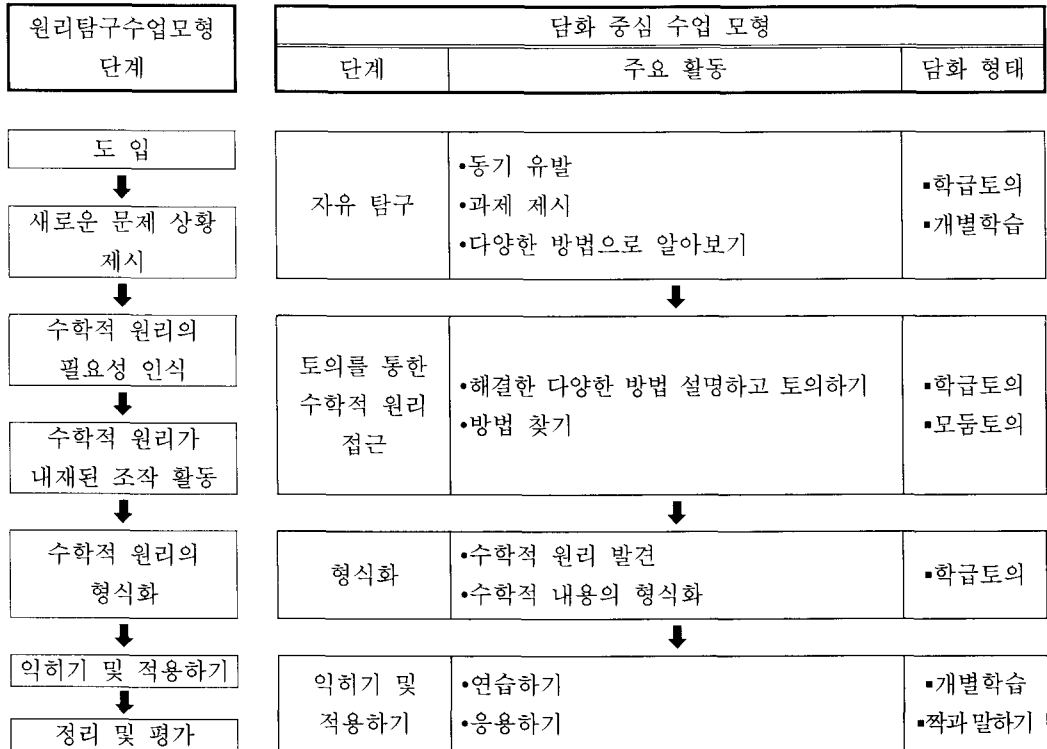 원리탐구수업모형
단계
담화 중심 수업 모형
단계
주요 활동
담화 형태
도 입
새로운 문제 상황
제시
수학적 원리의
필요성 인식
수학적 원리가
내재된 조작 활동
수학적 원리의
형식화
익히기 및 적용하기
정리 및 평가
자유 탐구
•동기 유발
•과제 제시
•다양한 방법으로 알아보기
▪학급토의
▪개별학습
토의를 통한
수학적 원리
접근
•해결한 다양한 방법 설명하고 토의하기
•방법 찾기
▪학급토의
▪모둠토의
형식화
•수학적 원리 발견
•수학적 내용의 형식화
▪학급토의
익히기 및
적용하기
•연습하기
•응용하기
▪개별학습
▪짝과 말하기